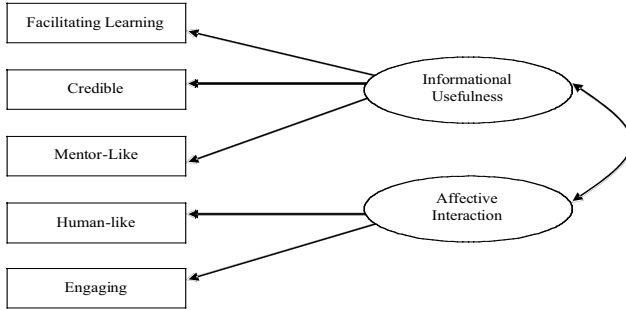 Facilitating Learning
Credible
Mentor-Like
Human-like
Engaging
Informational
Usefulness
Affective
Interaction